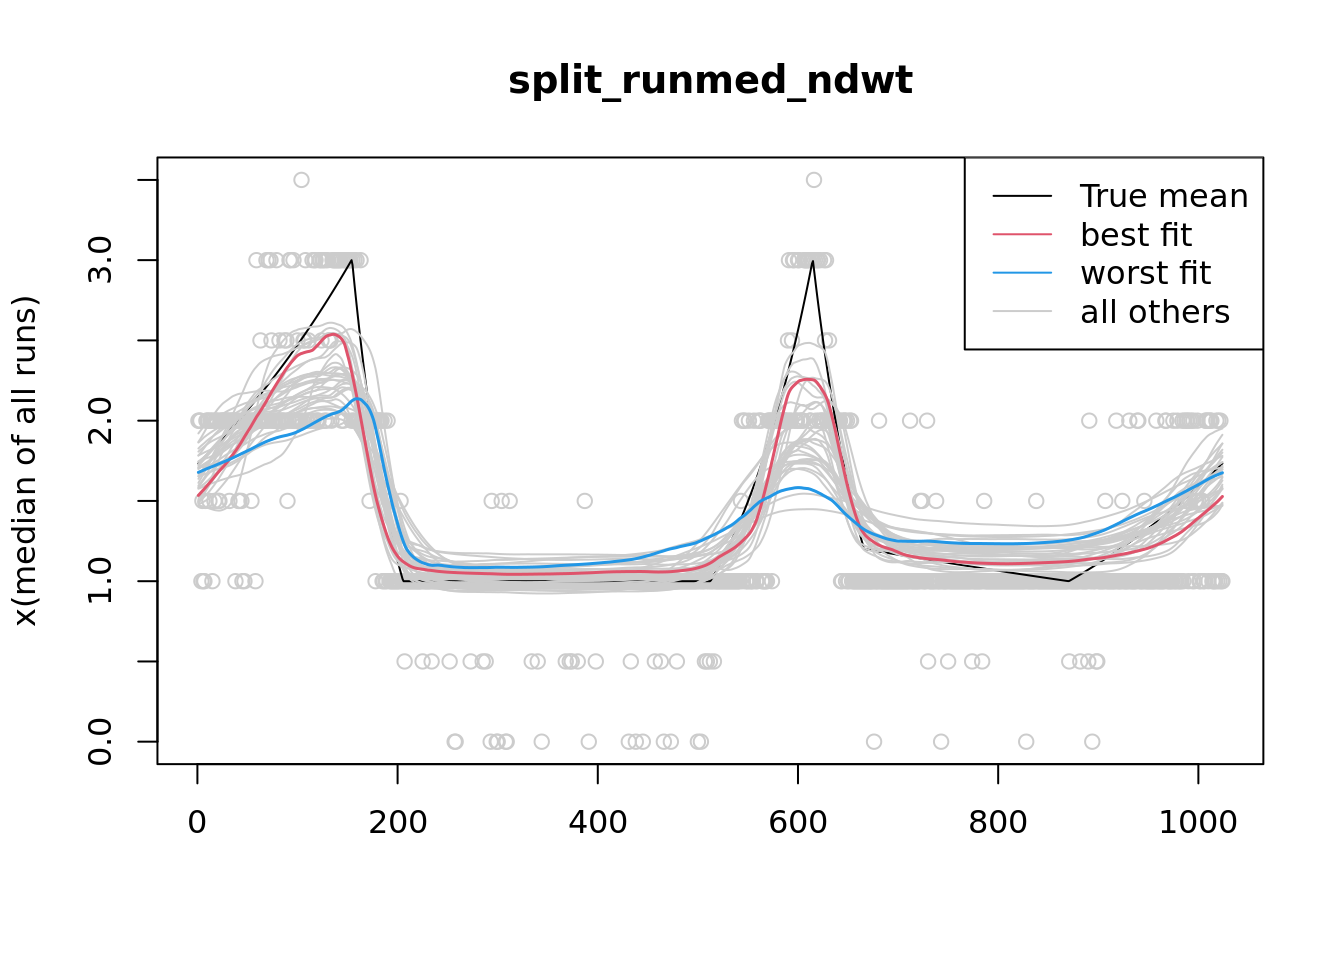 split_runmed_ndwt
x(median of all runs)
3.0
2.0
1.0
0.0
True mean
best fit
worst fit
all others
0 200 400 600 800 1000